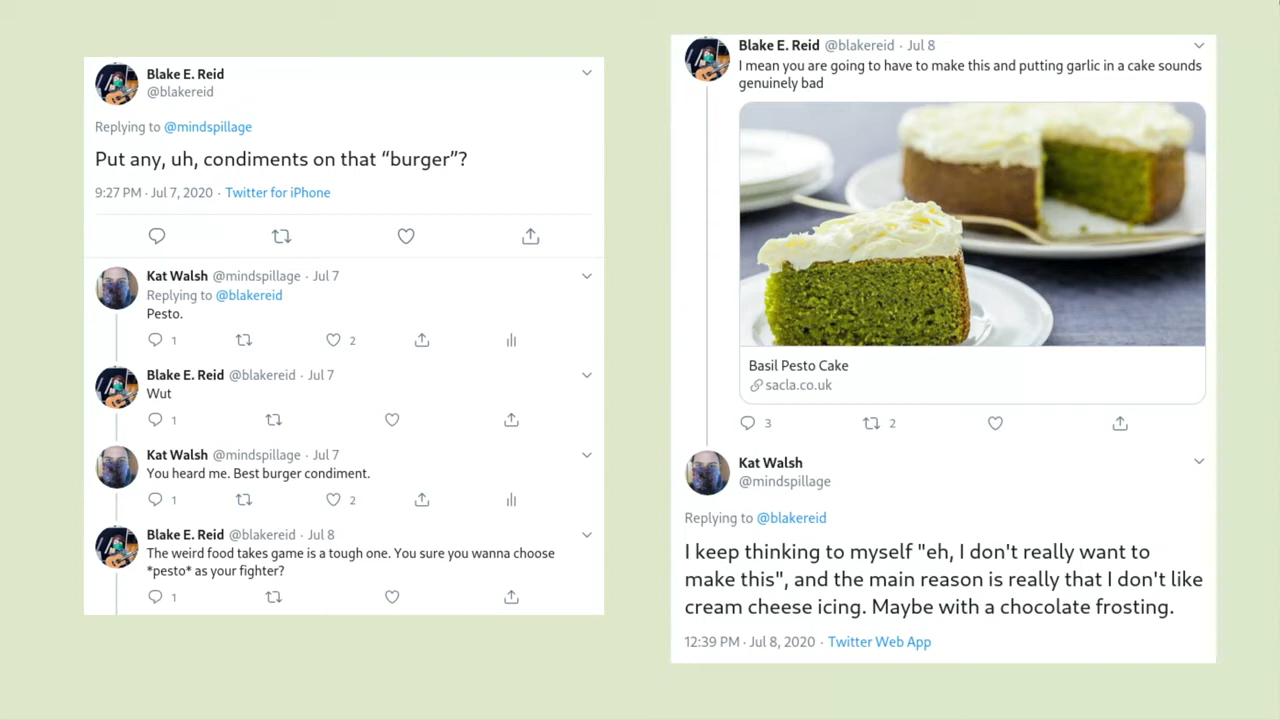 Blake E. Reid
@blakereid
Replying to @mindspillage
Put any, uh, condiments on that “burger”?
9:27 PM · Jul 7, 2020 · Twitter for iPhone
Kat Walsh @mindspillage · Jul 7
Replying to @blakereid
Pesto.
1 2
Blake E. Reid @blakereid · Jul 7
Wut
1
Kat Walsh @mindspillage · Jul 7
You heard me. Best burger condiment.
1 2
Blake E. Reid @blakereid · Jul 8
The weird food takes game is a tough one. You sure you wanna choose
*pesto* as your fighter?
1
Blake E. Reid @blakereid · Jul 8
I mean you are going to have to make this and putting garlic in a cake sounds
genuinely bad
Basil Pesto Cake
sacla.co.uk
3 2
Kat Walsh
@mindspillage
Replying to @blakereid
I keep thinking to myself "eh, I don't really want to
make this", and the main reason is really that I don't like
cream cheese icing. Maybe with a chocolate frosting.
12:39 PM · Jul 8, 2020 · Twitter Web App